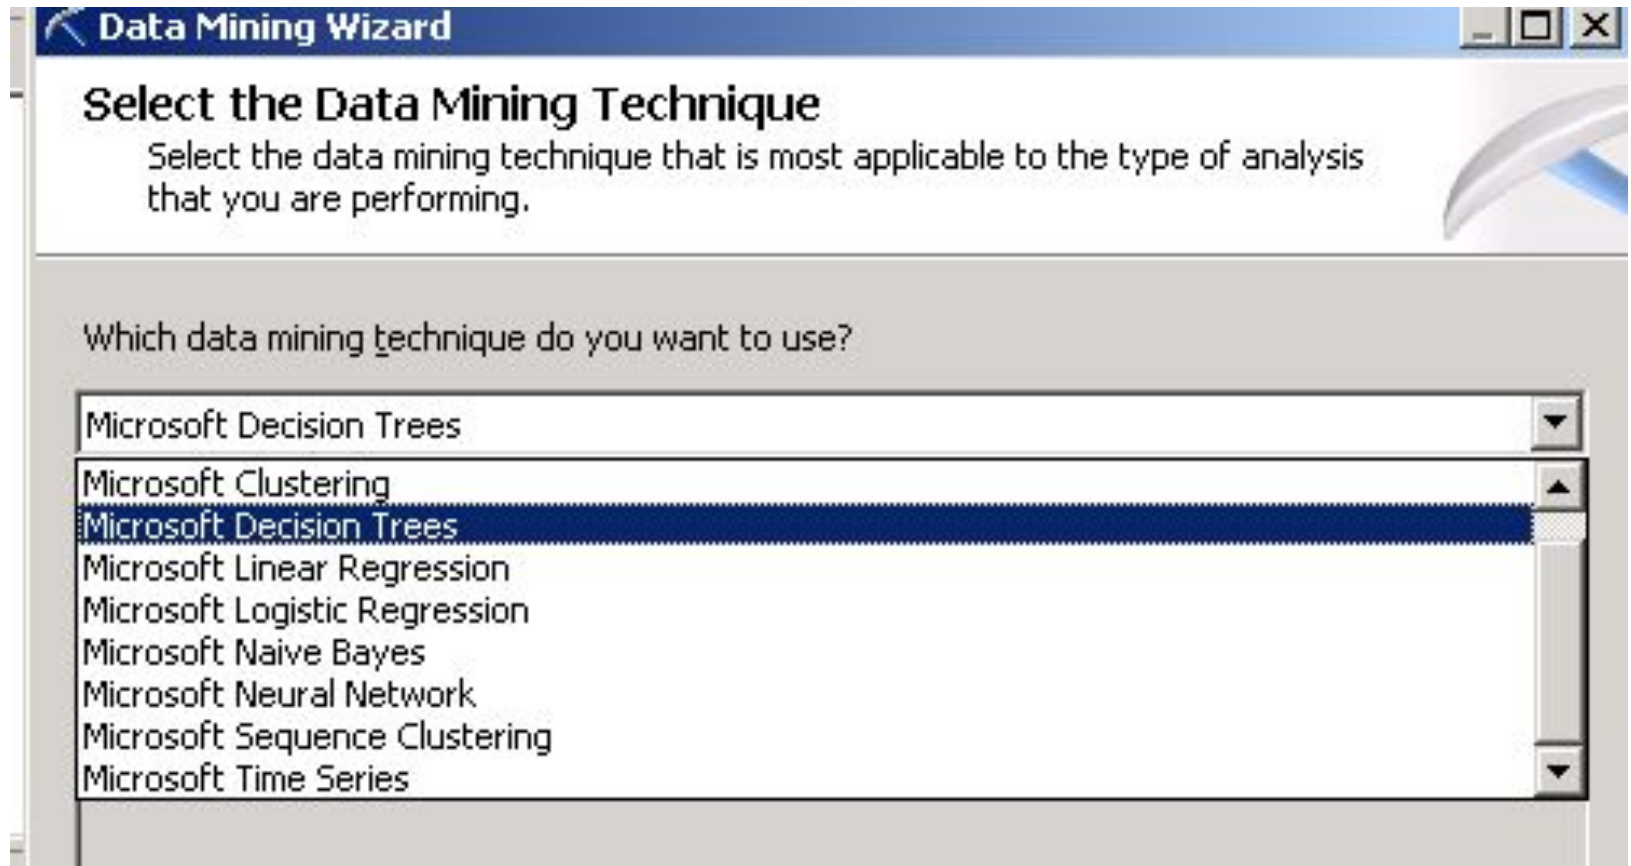 Data Mining Wizard
Select the Data Mining Technique
Select the data mining technique that is most applicable to the type of analysis
that you are performing.
Which data mining technique do you want to use?
Microsoft Decision Trees
Microsoft Clustering
Microsoft Decision Trees
Microsoft Linear Regression
Microsoft Logistic Regression
Microsoft Naive Bayes
Microsoft Neural Network
Microsoft Sequence Clustering
Microsoft Time Series